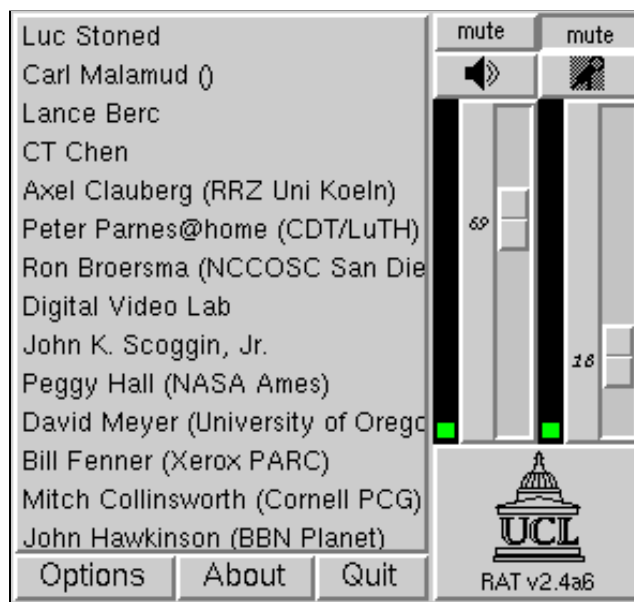 Luc Stoned
Carl Malamud ()
Lance Berc
CT Chen
Axel Clauberg (RRZ Uni Koeln)
Peter Parnes@home (CDT/LuTH)
Ron Broersma (NCCOSC San Die
Digital Video Lab
John K. Scoggin, Jr.
Peggy Hall (NASA Ames)
David Meyer (University of Orego
Bill Fenner (Xerox PARC)
Mitch Collinsworth (Cornell PCG)
John Hawkinson (BBN Planet)
Options About Quit
mute mute
69
18
UCL
RAT v2.4a6